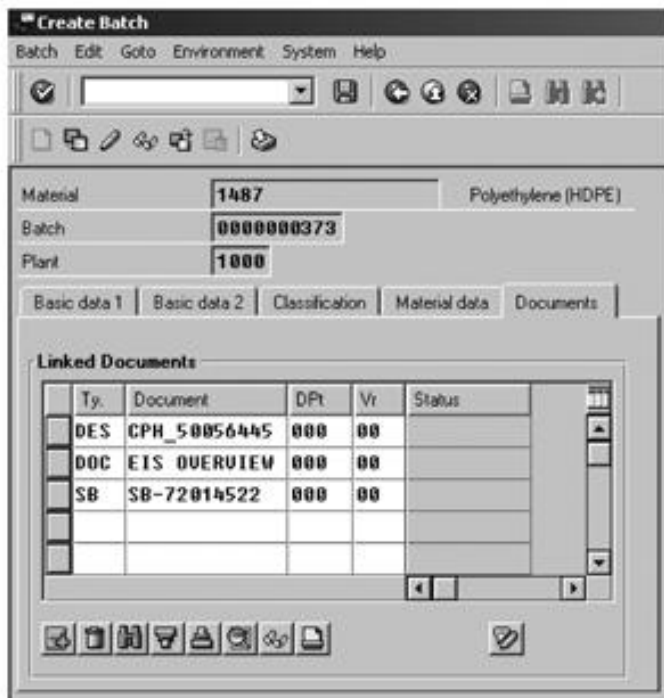 Create Batch
Batch Edit Goto Environment System Help
Material 1487 Polyethylene (HDPE)
Batch 0000000373
Plant 1000
Basic data 1 Basic data 2 Classification Material data Documents
Linked Documents
Ty. Document DPt Vr Status
DES CPH_50056445 000 00
DOC EIS OVERVIEW 000 00
SB SB-72014522 000 00